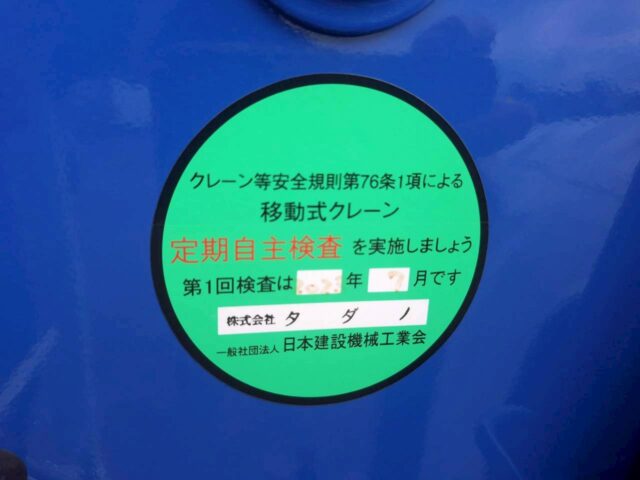 クレーン等安全規則第76条1項による
移動式クレーン
定期自主検査を実施しましょう
第1回検査は 年 月です
株式会社 タダノ
一般社団法人 日本建設機械工業会